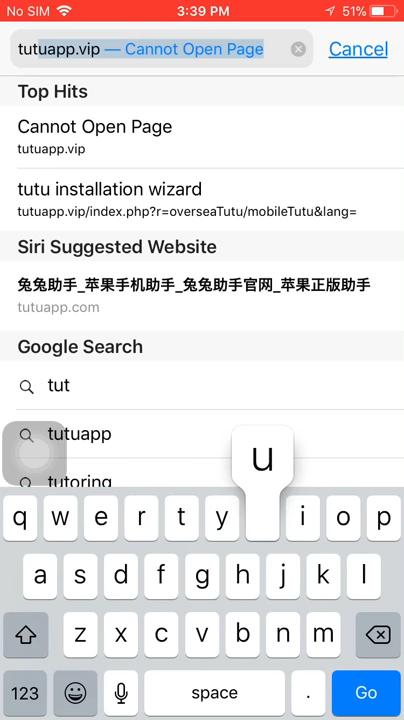 No SIM 3:39 PM 51%
tutuapp.vip — Cannot Open Page Cancel
Top Hits
Cannot Open Page
tutuapp.vip
tutu installation wizard
tutuapp.vip/index.php?r=overseaTutu/mobileTutu&lang=
Siri Suggested Website
兔兔助手_苹果手机助手_兔兔助手官网_苹果正版助手
tutuapp.com
Google Search
tut
tutuapp
tutoring
u
q w e r t y i o p
a s d f g h j k l
z x c v b n m
123 space . Go